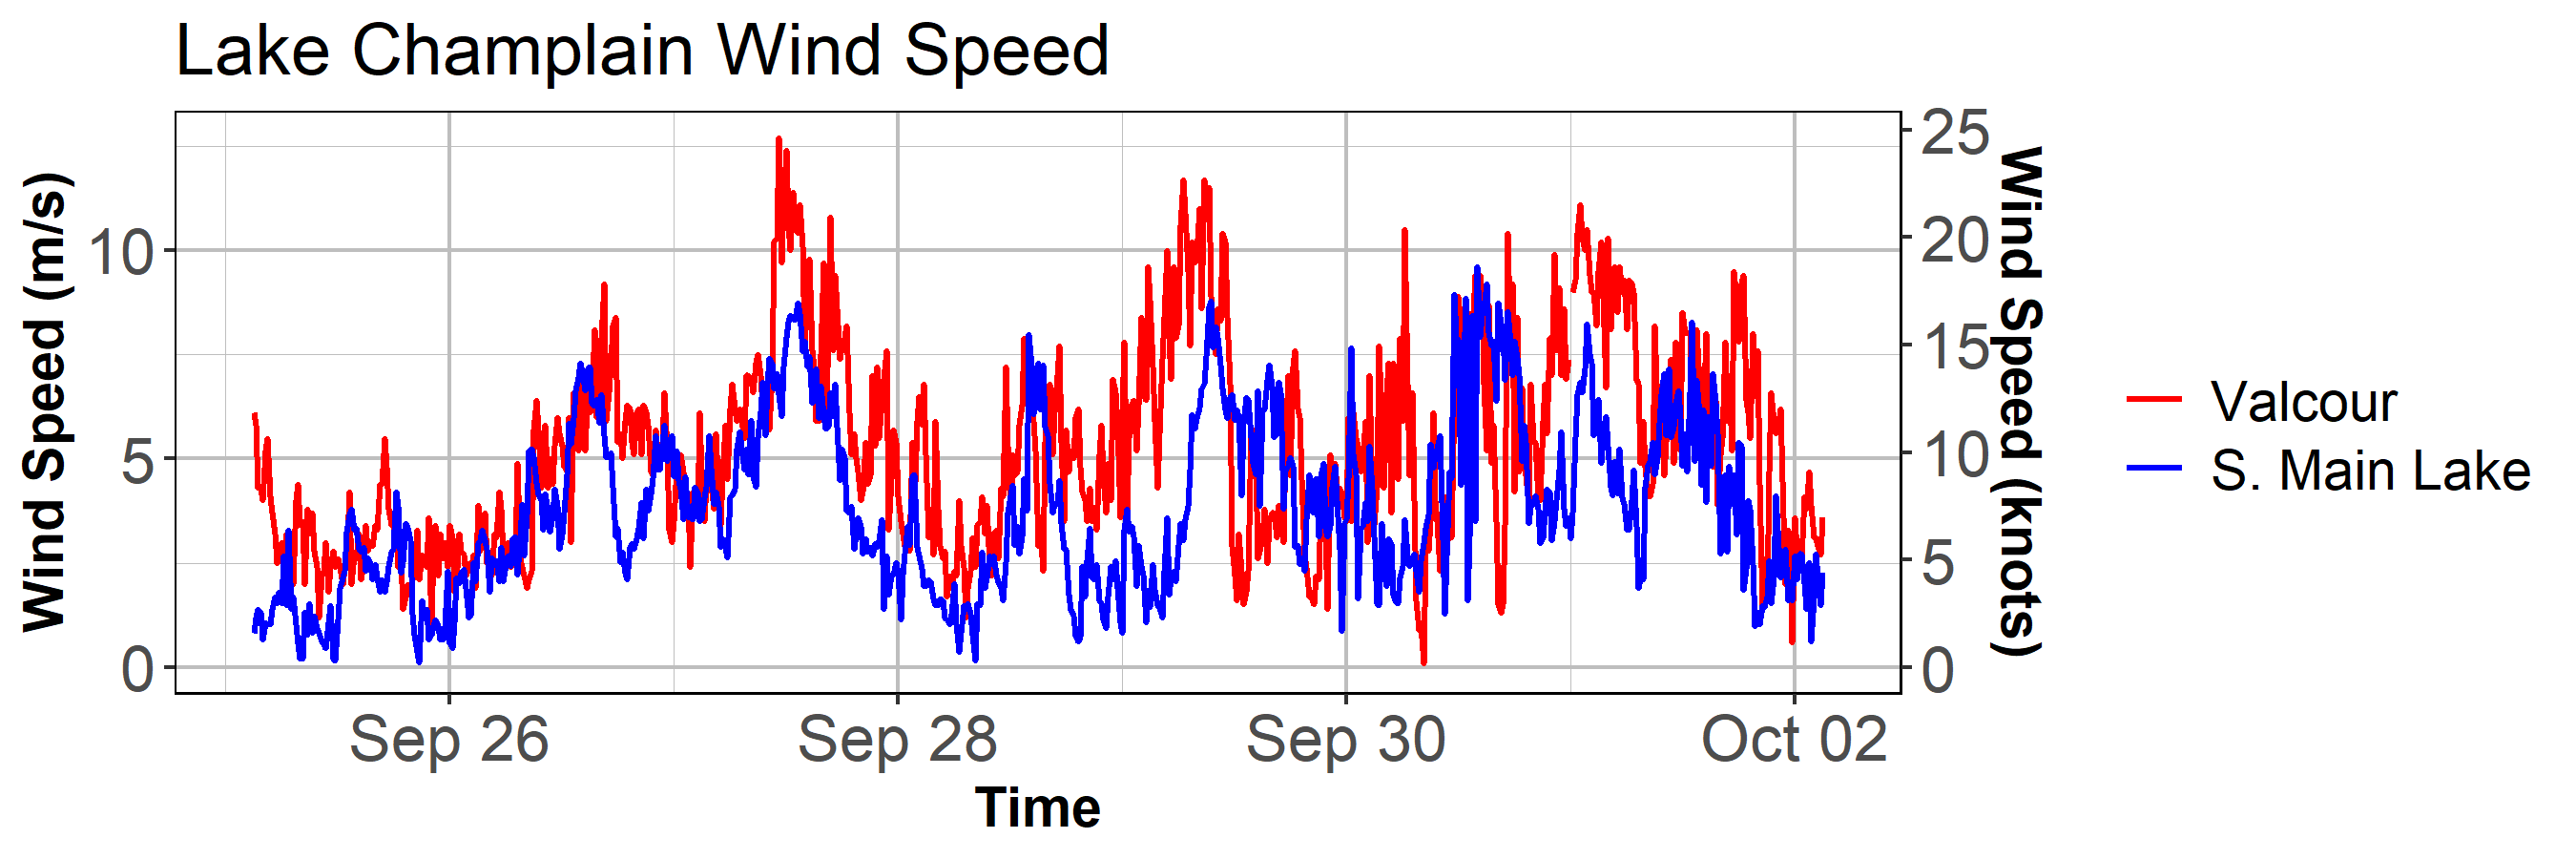 Lake Champlain Wind Speed
Wind Speed (m/s)
10
5
0
25
20
15
10
5
0
Wind Speed (knots)
Sep 26
Sep 28
Sep 30
Oct 02
Time
Valcour
S. Main Lake